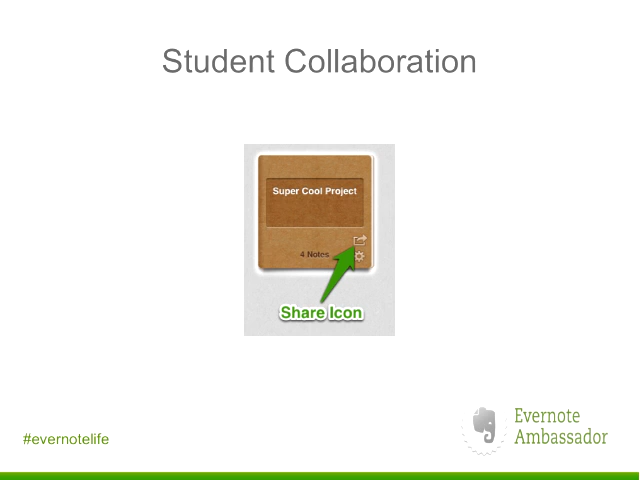 Student Collaboration
Super Cool Project
4 Notes
Share Icon
#evernotelife
Evernote
Ambassador